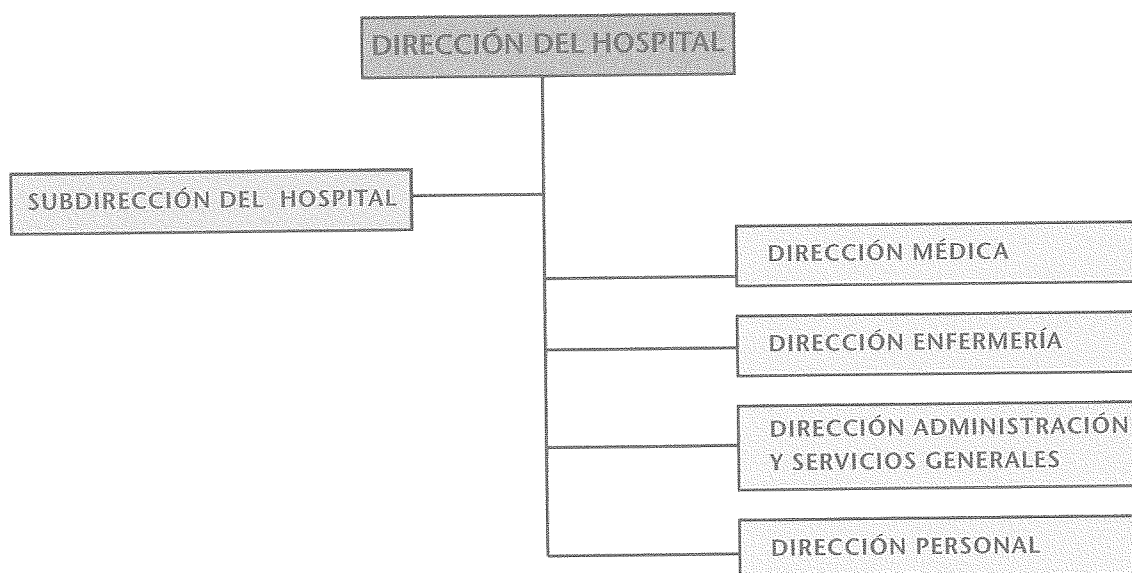 DIRECCIÓN DEL HOSPITAL
SUBDIRECCIÓN DEL HOSPITAL
DIRECCIÓN MÉDICA
DIRECCIÓN ENFERMERÍA
DIRECCIÓN ADMINISTRACIÓN
Y SERVICIOS GENERALES
DIRECCIÓN PERSONAL